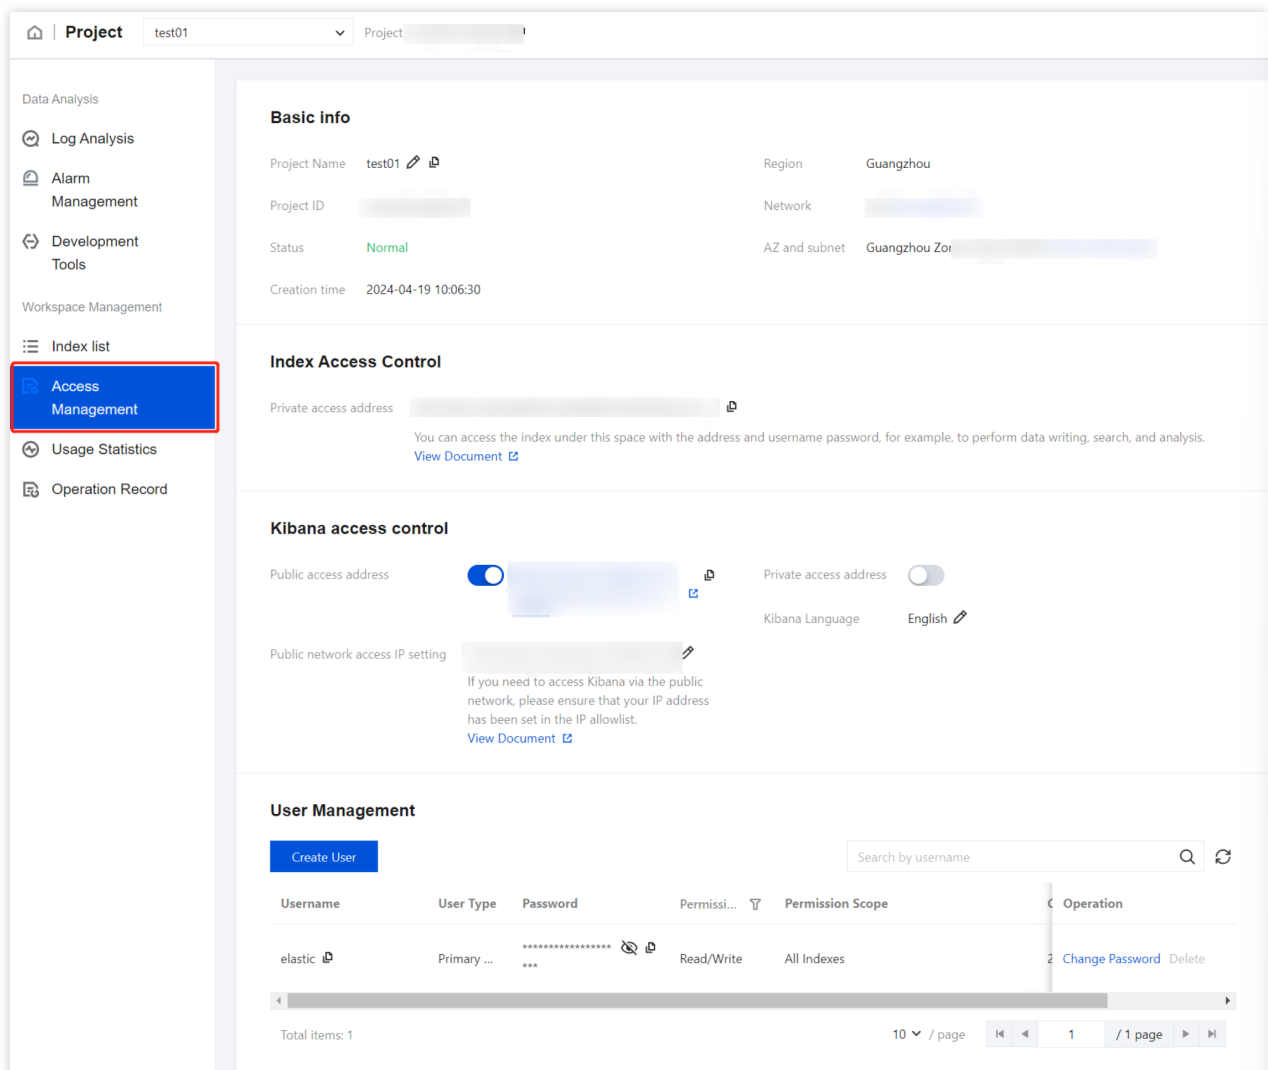 Project test01 Project
Data Analysis
Log Analysis
Alarm
Management
Development
Tools
Workspace Management
Index list
Access
Management
Usage Statistics
Operation Record
Basic info
Project Name test01 Region Guangzhou
Project ID Network
Status Normal AZ and subnet Guangzhou
Creation time 2024-04-19 10:06:30
Index Access Control
Private access address
You can access the index under this space with the address and username password, for example, to perform data writing, search, and analysis.
View Document
Kibana access control
Public access address Private access address
Kibana Language English
Public network access IP setting
If you need to access Kibana via the public
network, please ensure that your IP address
has been set in the IP allowlist.
View Document
User Management
Create User Search by username
Username User Type Password Permissi... Permission Scope Operation
elastic Primary ... ***************** Read/Write All Indexes Change Password Delete
***
Total items: 1 10 / page 1 / 1 page